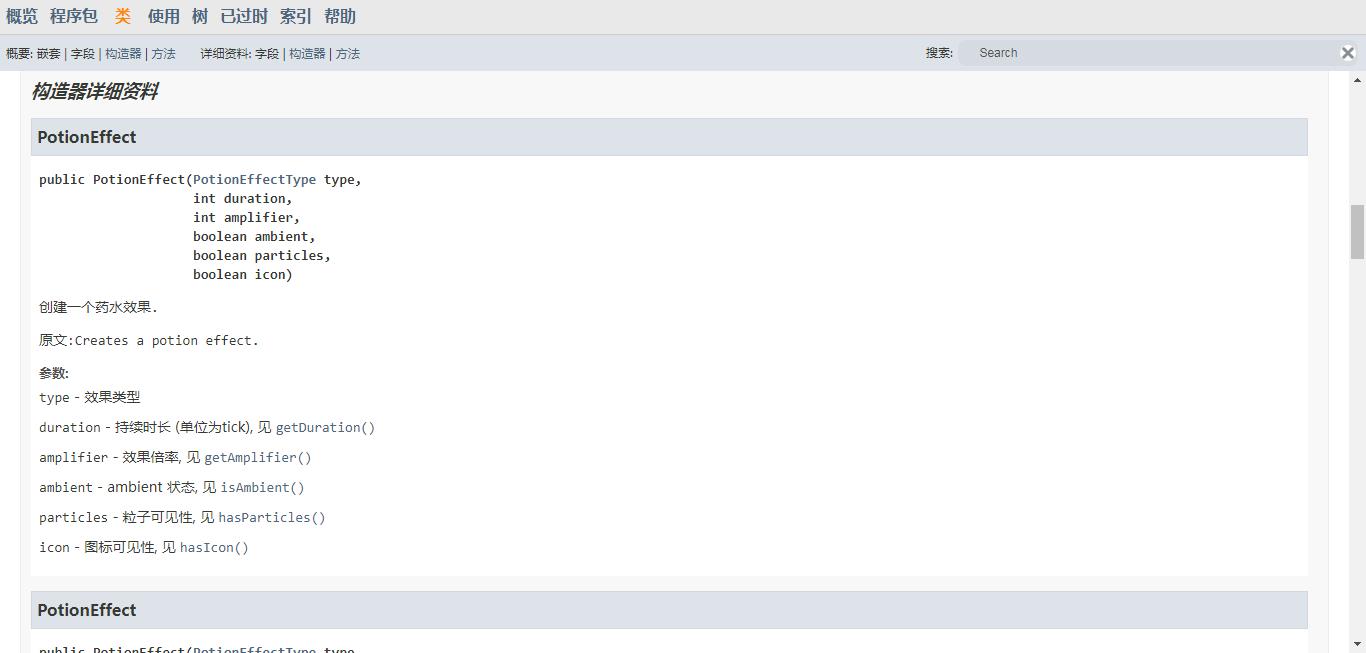 概览 程序包 类 使用 树 已过时 索引 帮助
概要: 嵌套 | 字段 | 构造器 | 方法 详细资料: 字段 | 构造器 | 方法 搜索: Search
构造器详细资料
PotionEffect
public PotionEffect(PotionEffectType type,
int duration,
int amplifier,
boolean ambient,
boolean particles,
boolean icon)
创建一个药水效果.
原文:Creates a potion effect.
参数:
type - 效果类型
duration - 持续时长 (单位为tick), 见 getDuration()
amplifier - 效果倍率, 见 getAmplifier()
ambient - ambient 状态, 见 isAmbient()
particles - 粒子可见性, 见 hasParticles()
icon - 图标可见性, 见 hasIcon()
PotionEffect
public PotionEffect(PotionEffectType type,